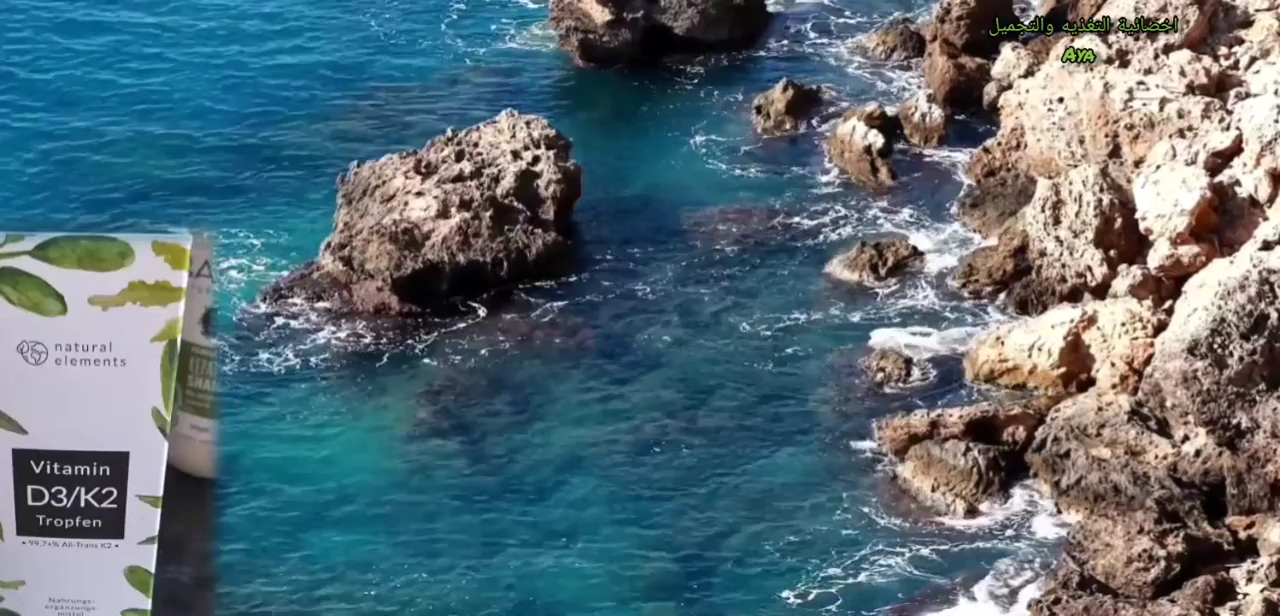 اخصائية التغذيه والتجميل
AYA
natural
elements
Vitamin
D3/K2
Tropfen
• 99,7+% All-Trans K2 •
Nahrungs-
ergänzungs-
mittel